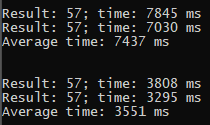 Result: 57; time: 7845 ms
Result: 57; time: 7030 ms
Average time: 7437 ms
Result: 57; time: 3808 ms
Result: 57; time: 3295 ms
Average time: 3551 ms